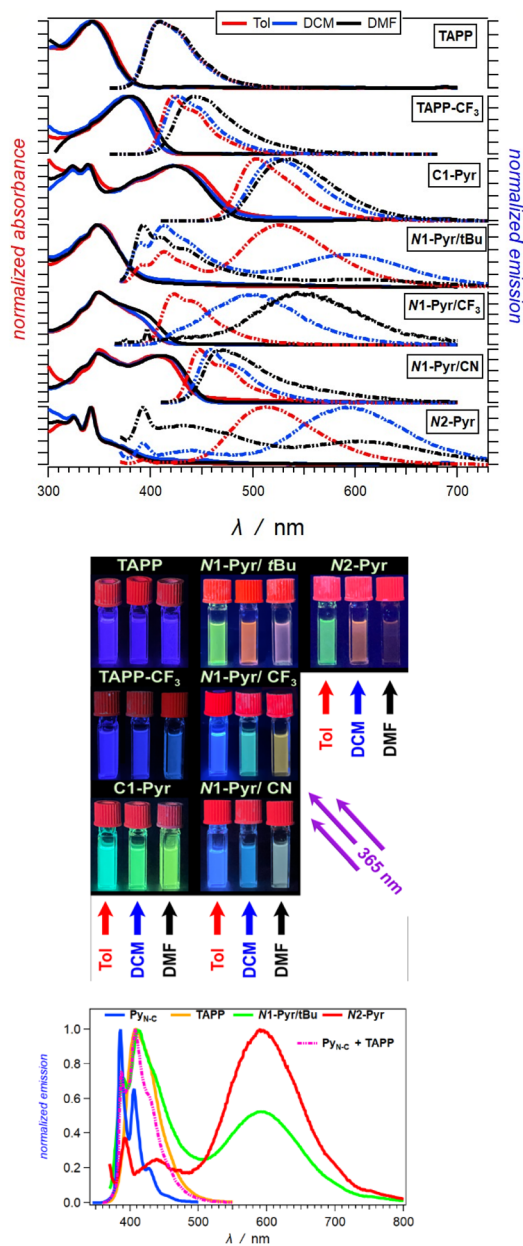 Tol DCM DMF
TAPP
TAPP-CF3
C1-Pyr
N1-Pyr/tBu
N1-Pyr/CF3
N1-Pyr/CN
N2-Pyr
normalized absorbance
normalized emission
300 400 500 600 700
λ / nm
TAPP N1-Pyr/ tBu N2-Pyr
TAPP-CF3 N1-Pyr/ CF3
Tol DCM DMF
C1-Pyr N1-Pyr/ CN
365 nm
Tol DCM DMF Tol DCM DMF
PyN-C TAPP N1-Pyr/tBu N2-Pyr
PyN-C + TAPP
normalized emission
1.0
0.8
0.6
0.4
0.2
0.0
400 500 600 700 800
λ / nm